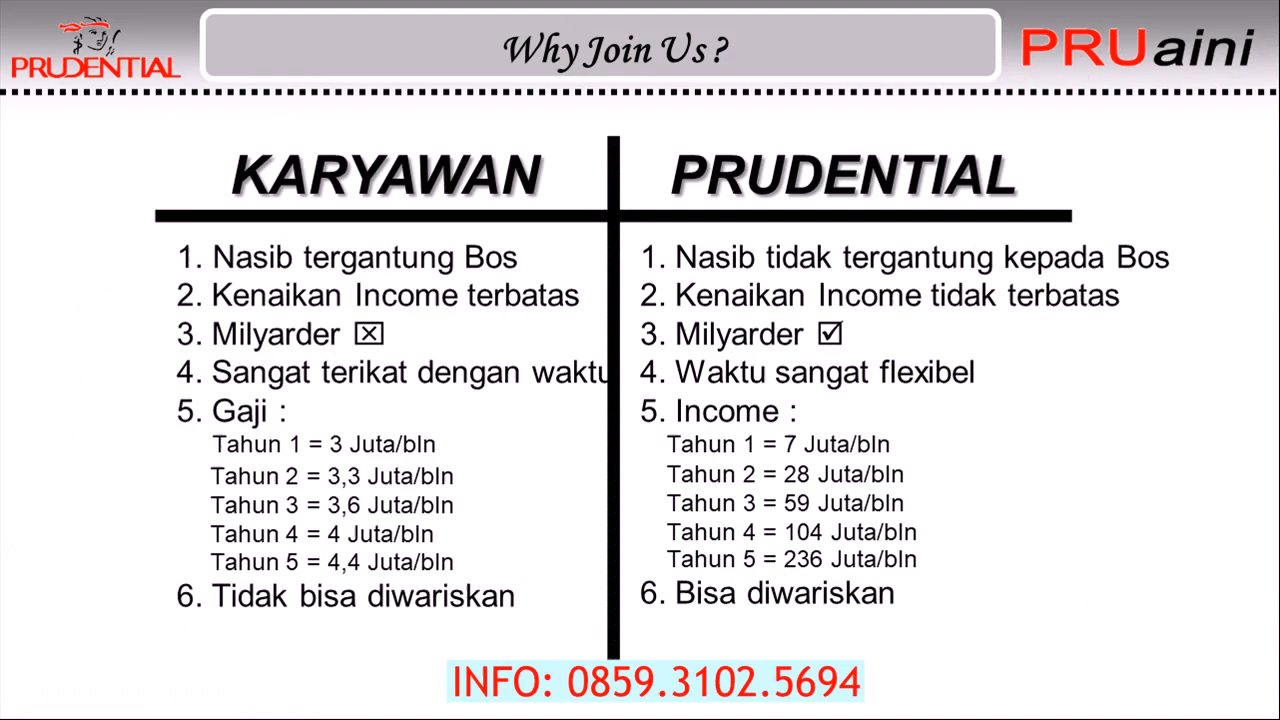 PRUDENTIAL
Why Join Us ?
PRUaini
KARYAWAN
1. Nasib tergantung Bos
2. Kenaikan Income terbatas
3. Milyarder ☒
4. Sangat terikat dengan waktu
5. Gaji :
Tahun 1 = 3 Juta/bln
Tahun 2 = 3,3 Juta/bln
Tahun 3 = 3,6 Juta/bln
Tahun 4 = 4 Juta/bln
Tahun 5 = 4,4 Juta/bln
6. Tidak bisa diwariskan
PRUDENTIAL
1. Nasib tidak tergantung kepada Bos
2. Kenaikan Income tidak terbatas
3. Milyarder ☑
4. Waktu sangat flexibel
5. Income :
Tahun 1 = 7 Juta/bln
Tahun 2 = 28 Juta/bln
Tahun 3 = 59 Juta/bln
Tahun 4 = 104 Juta/bln
Tahun 5 = 236 Juta/bln
6. Bisa diwariskan
INFO: 0859.3102.5694